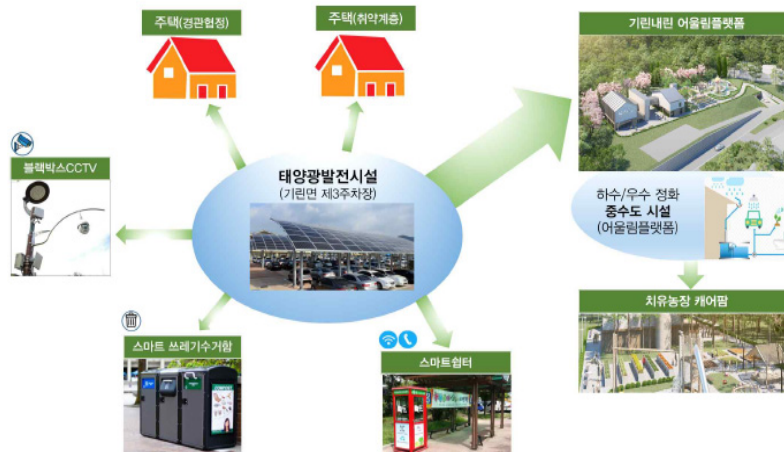 주택(경관협정)
주택(취약계층)
기린내린 어울림플랫폼
블랙박스CCTV
태양광발전시설
(기린면 제3주차장)
하수/우수 정화
중수도 시설
(어울림플랫폼)
스마트 쓰레기수거함
스마트쉼터
치유농장 캐어팜